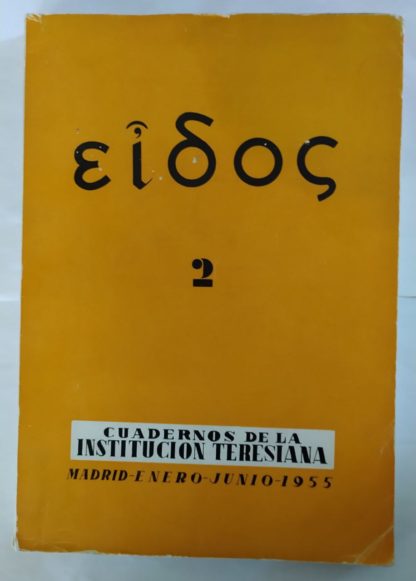 εἶδος
2
CUADERNOS DE LA
INSTITUCION TERESIANA
MADRID-ENERO-JUNIO-1955